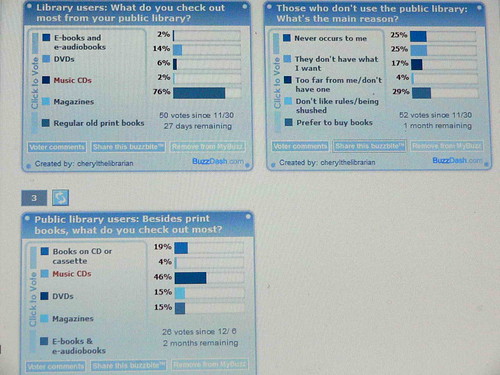 Library users: What do you check out
most from your public library?
Click to Vote
E-books and
e-audiobooks
2%
DVDs
14%
Music CDs
6%
Magazines
2%
Regular old print books
76%
50 votes since 11/30
27 days remaining
Voter comments
Share this buzzbite™
Remove from MyBuzz
Created by: cherylthelibrarian
BuzzDash.com
Those who don't use the public library:
What's the main reason?
Click to Vote
Never occurs to me
25%
They don't have what
I want
25%
Too far from me/don't
have one
17%
Don't like rules/being
shushed
4%
Prefer to buy books
29%
52 votes since 11/30
1 month remaining
Voter comments
Share this buzzbite™
Remove from MyBuzz
Created by: cherylthelibrarian
BuzzDash.com
3
Public library users: Besides print
books, what do you check out most?
Click to Vote
Books on CD or
cassette
19%
Music CDs
4%
DVDs
46%
Magazines
15%
E-books &
e-audiobooks
15%
26 votes since 12/ 6
2 months remaining
Voter comments
Share this buzzbite™
Remove from MyBuzz